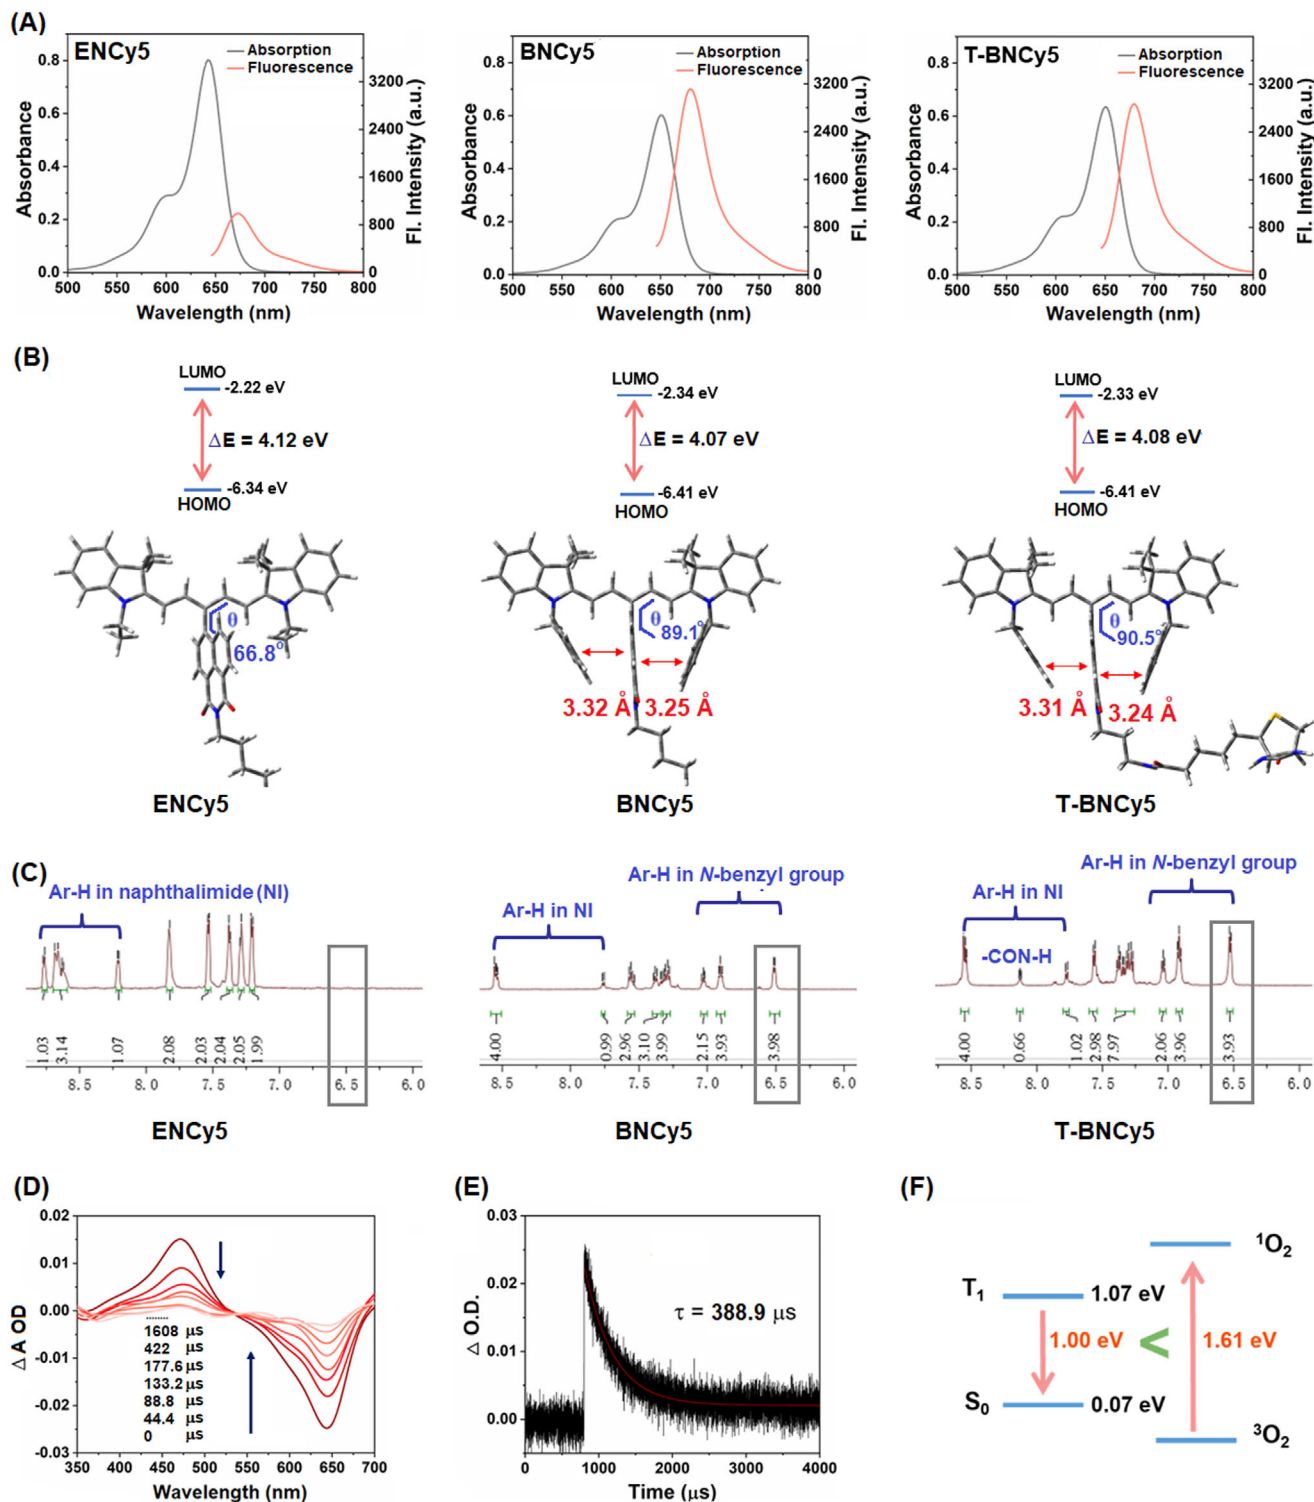 (A)
ENCy5
Absorption
Fluorescence
0.8
0.6
0.4
0.2
0.0
Absorbance
3200
2400
1600
800
0
Fl. Intensity (a.u.)
500 550 600 650 700 750 800
Wavelength (nm)
BNCy5
Absorption
Fluorescence
0.8
0.6
0.4
0.2
0.0
Absorbance
3200
2400
1600
800
0
Fl. Intensity (a.u.)
500 550 600 650 700 750 800
Wavelength (nm)
T-BNCy5
Absorption
Fluorescence
0.8
0.6
0.4
0.2
0.0
Absorbance
3200
2400
1600
800
0
Fl. Intensity (a.u.)
500 550 600 650 700 750 800
Wavelength (nm)
(B)
LUMO
-2.22 eV
ΔE = 4.12 eV
-6.34 eV
HOMO
θ
66.8°
ENCy5
LUMO
-2.34 eV
ΔE = 4.07 eV
-6.41 eV
HOMO
θ
89.1°
3.32 Å 3.25 Å
BNCy5
LUMO
-2.33 eV
ΔE = 4.08 eV
-6.41 eV
HOMO
θ
90.5°
3.31 Å 3.24 Å
T-BNCy5
(C)
Ar-H in naphthalimide (NI)
1.03 3.14 1.07 2.08 2.03 2.04 2.05 1.99
8.5 8.0 7.5 7.0 6.5 6.0
ENCy5
Ar-H in N-benzyl group
Ar-H in NI
4.00 0.99 2.96 3.10 3.99 2.15 3.93 3.98
8.5 8.0 7.5 7.0 6.5 6.0
BNCy5
Ar-H in N-benzyl group
Ar-H in NI
-CON-H
4.00 0.66 1.02 2.98 7.97 2.06 3.96 3.93
8.5 8.0 7.5 7.0 6.5 6.0
T-BNCy5
(D)
0.02
0.01
0.00
-0.01
-0.02
-0.03
Δ A OD
........
1608 μs
422 μs
177.6 μs
133.2 μs
88.8 μs
44.4 μs
0 μs
350 400 450 500 550 600 650 700
Wavelength (nm)
(E)
0.03
0.02
0.01
0.00
Δ O.D.
τ = 388.9 μs
0 1000 2000 3000 4000
Time (μs)
(F)
¹O₂
T₁
1.07 eV
1.00 eV < 1.61 eV
S₀
0.07 eV
³O₂